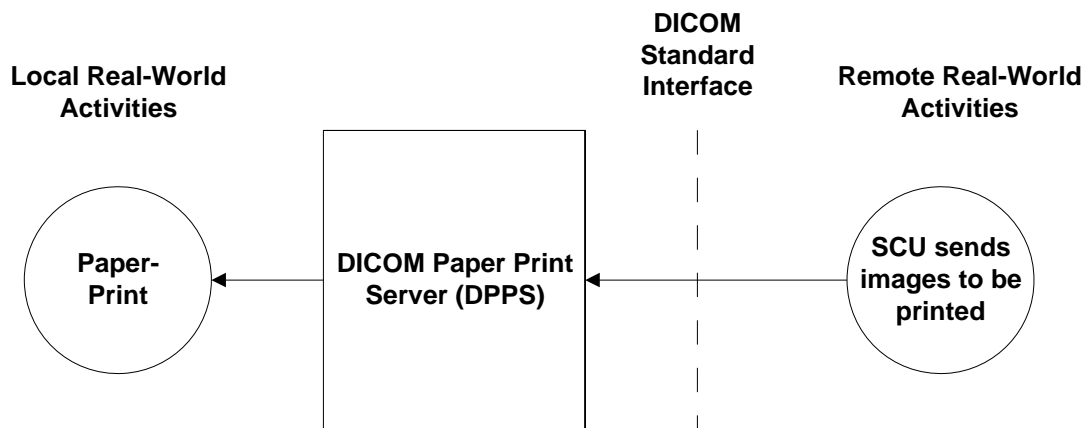 Local Real-World
Activities
DICOM
Standard
Interface
Remote Real-World
Activities
Paper-
Print
DICOM Paper Print
Server (DPPS)
SCU sends
images to be
printed